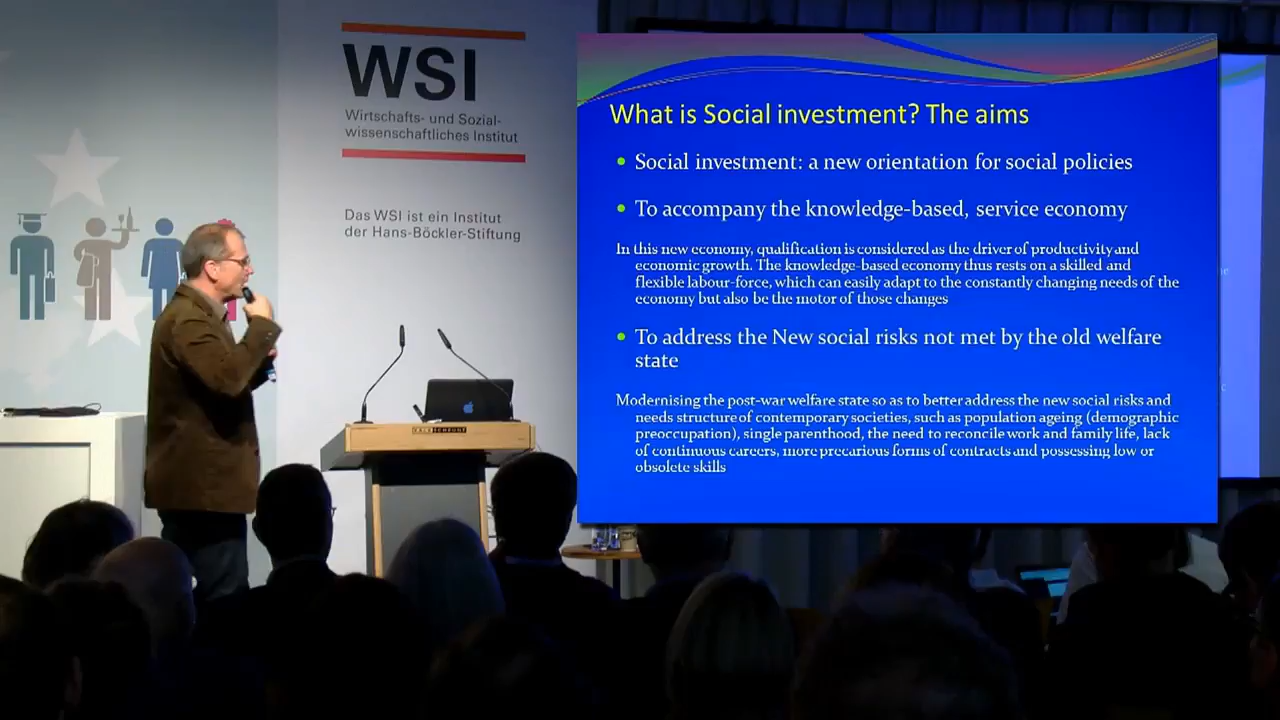 WSI
Wirtschafts- und Sozial-
wissenschaftliches Institut
Das WSI ist ein Institut
der Hans-Böckler-Stiftung
What is Social investment? The aims
• Social investment: a new orientation for social policies
• To accompany the knowledge-based, service economy
In this new economy, qualification is considered as the driver of productivity and
economic growth. The knowledge-based economy thus rests on a skilled and
flexible labour-force, which can easily adapt to the constantly changing needs of the
economy but also be the motor of those changes
• To address the New social risks not met by the old welfare
state
Modernising the post-war welfare state so as to better address the new social risks and
needs structure of contemporary societies, such as population ageing (demographic
preoccupation), single parenthood, the need to reconcile work and family life, lack
of continuous careers, more precarious forms of contracts and possessing low or
obsolete skills